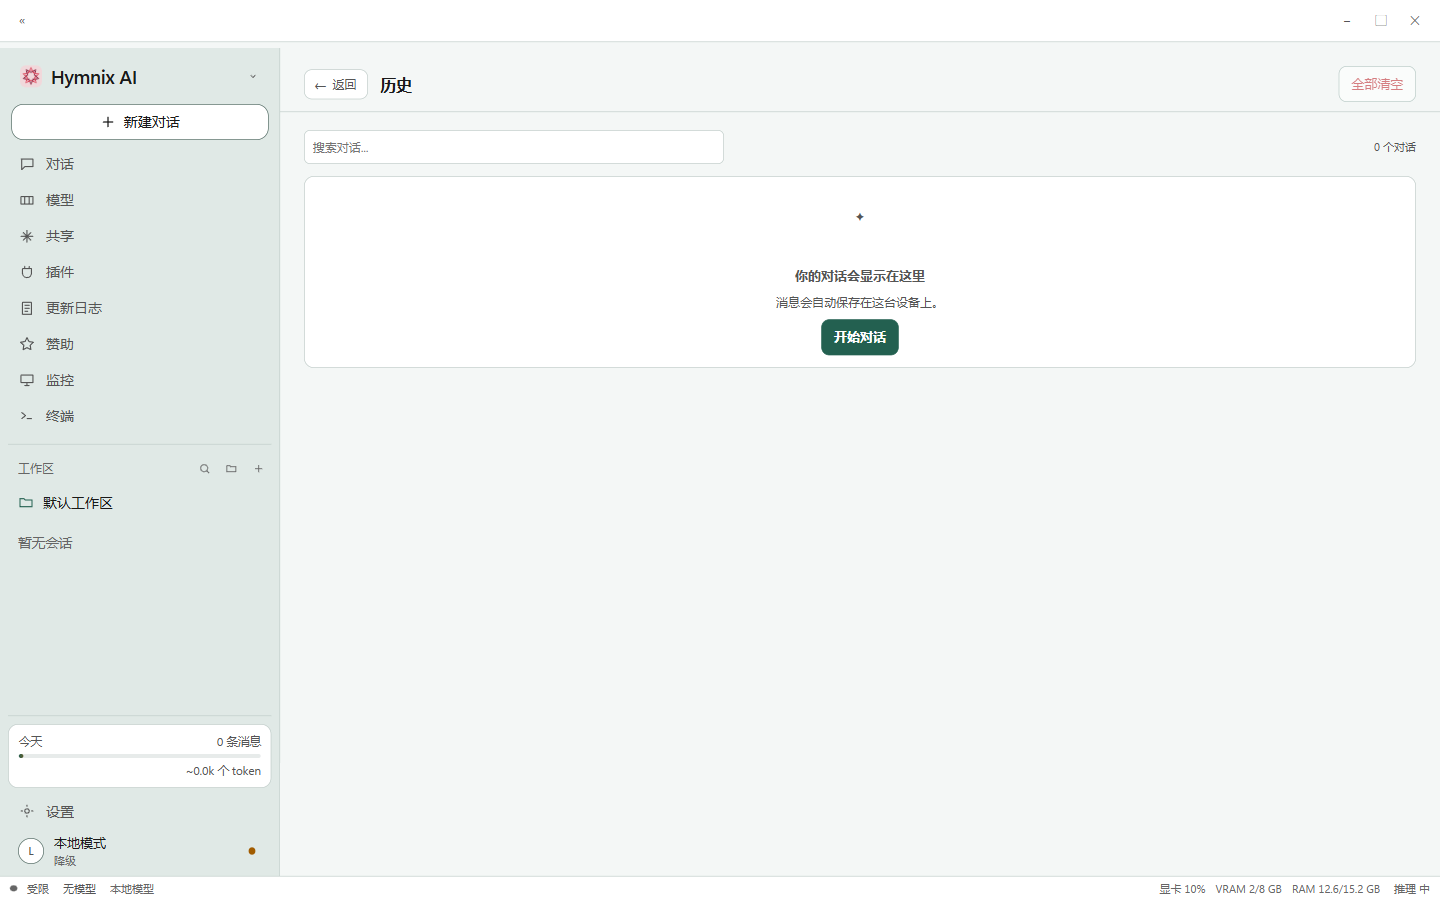 «
Hymnix AI
新建对话
对话
模型
共享
插件
更新日志
赞助
监控
终端
工作区
默认工作区
暂无会话
今天 0 条消息
~0.0k 个 token
设置
L
本地模式
降级
← 返回 历史 全部清空
搜索对话...
0 个对话
你的对话会显示在这里
消息会自动保存在这台设备上。
开始对话
受限 无模型 本地模型 显卡 10% VRAM 2/8 GB RAM 12.6/15.2 GB 推理 中